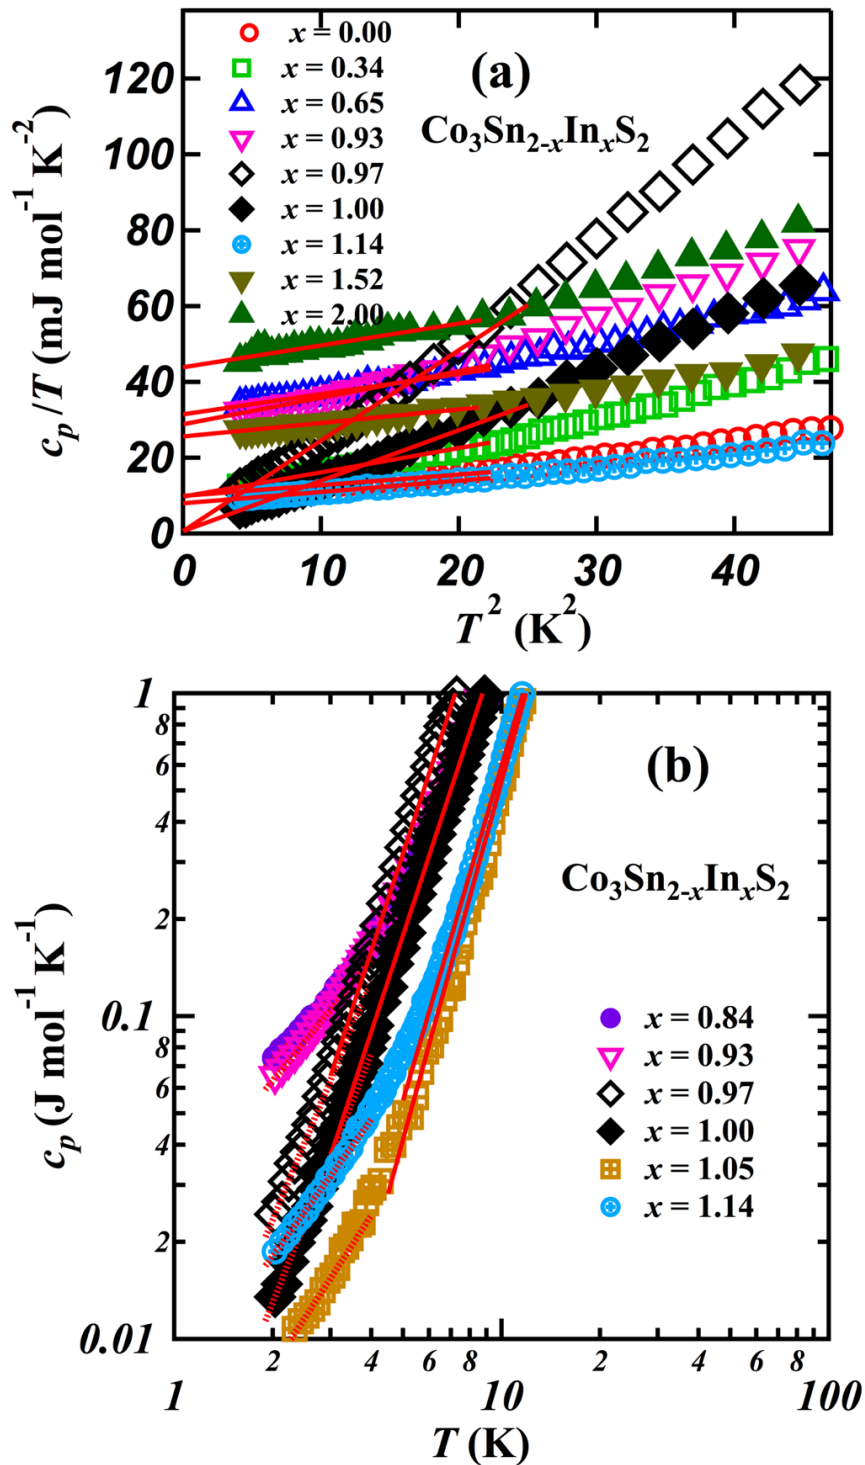 (a)
Co₃Sn₂₋ₓInₓS₂
x = 0.00
x = 0.34
x = 0.65
x = 0.93
x = 0.97
x = 1.00
x = 1.14
x = 1.52
x = 2.00
cₚ/T (mJ mol⁻¹ K⁻²)
120
100
80
60
40
20
0
0 10 20 30 40
T² (K²)
(b)
Co₃Sn₂₋ₓInₓS₂
x = 0.84
x = 0.93
x = 0.97
x = 1.00
x = 1.05
x = 1.14
cₚ (J mol⁻¹ K⁻¹)
1
8
6
4
2
0.1
8
6
4
2
0.01
2 4 6 8 2 4 6 8
1 10 100
T (K)